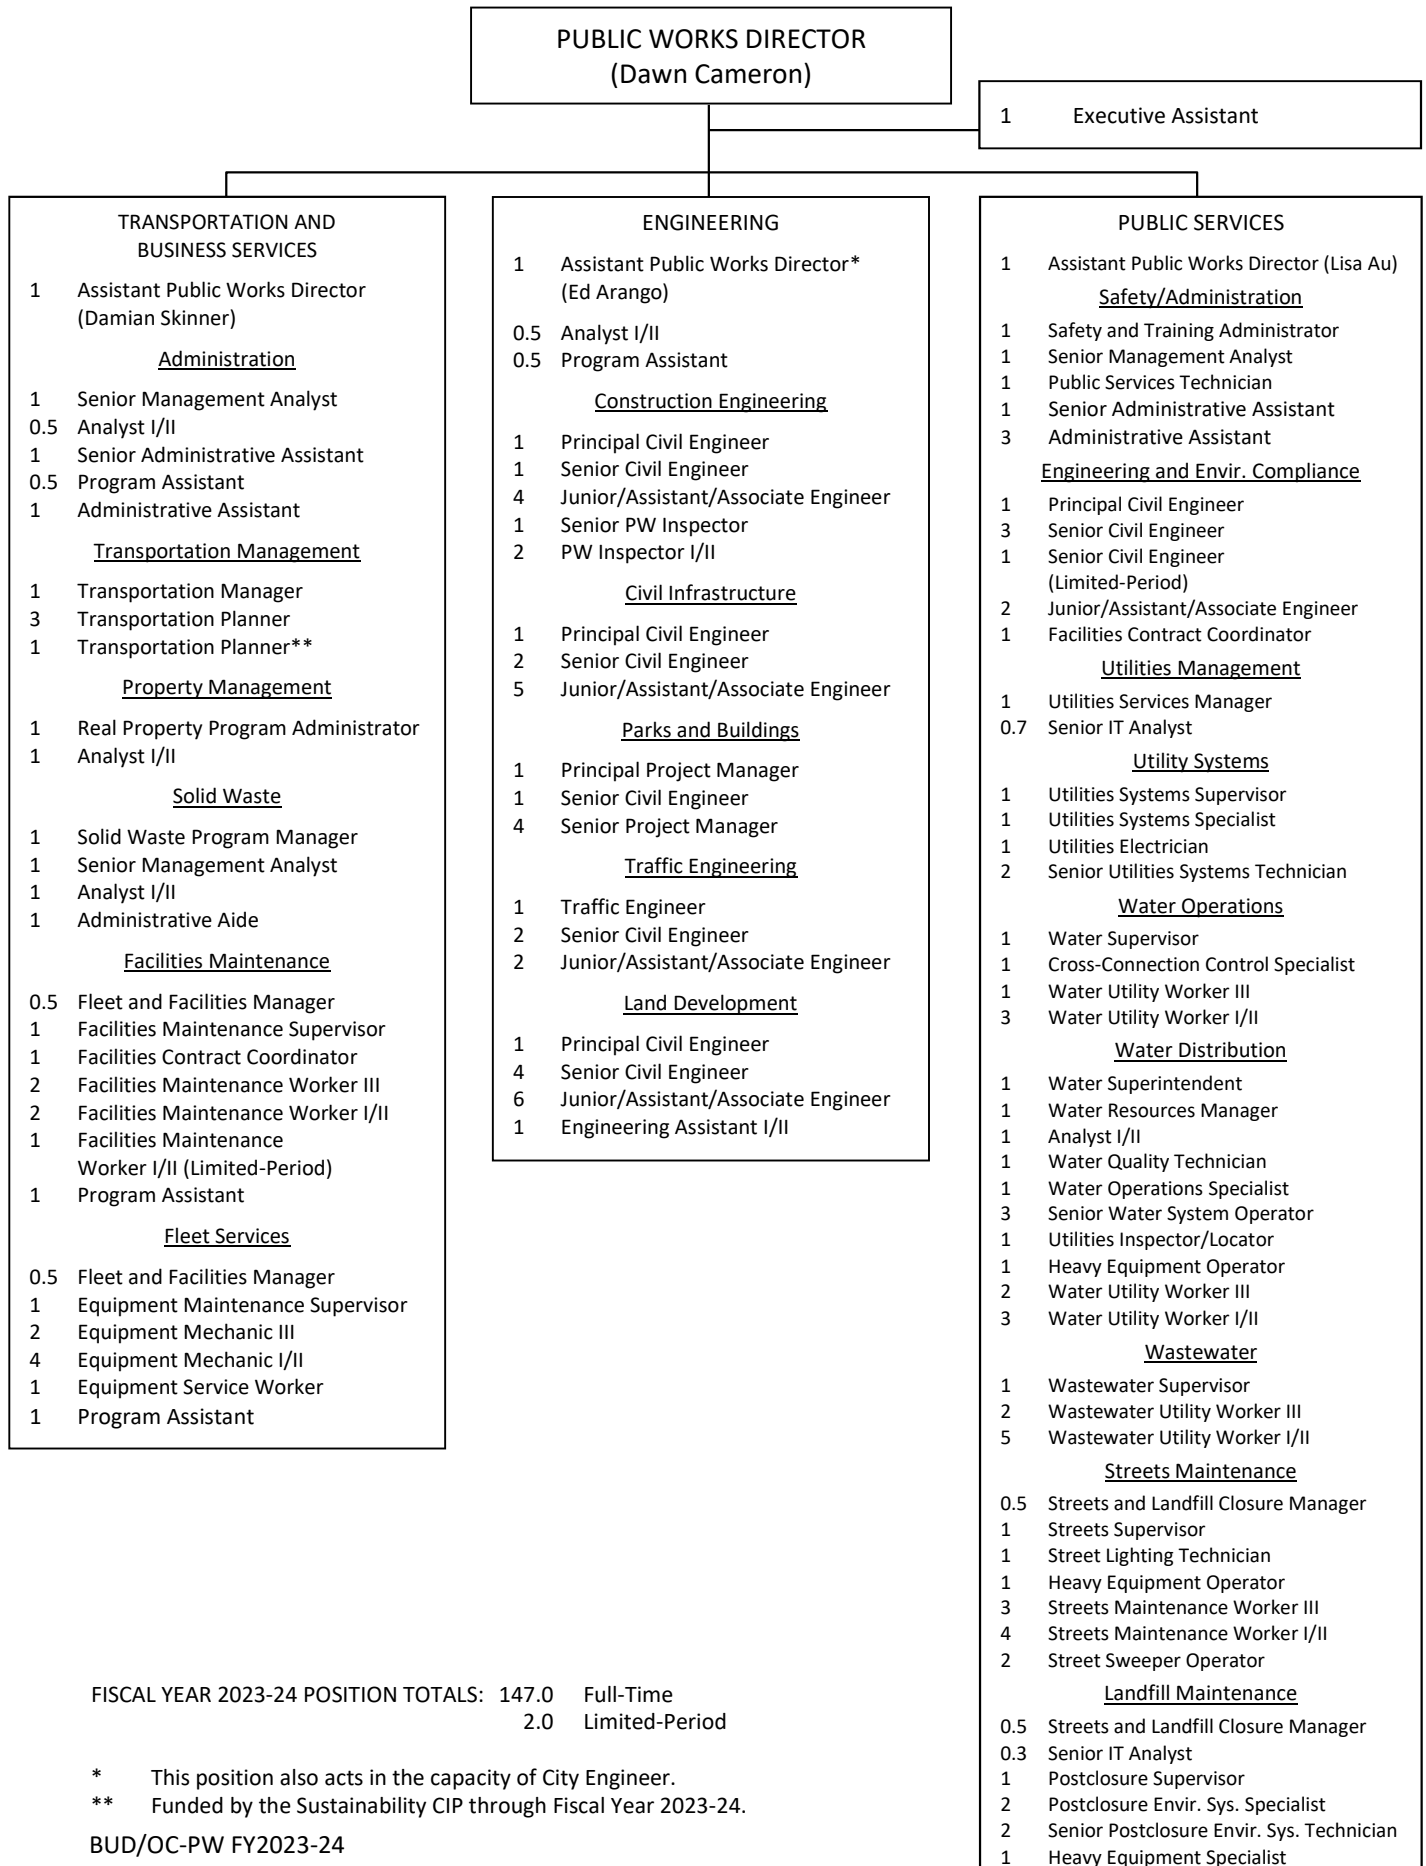 PUBLIC WORKS DIRECTOR
(Dawn Cameron)
1 Executive Assistant
TRANSPORTATION AND
BUSINESS SERVICES
1 Assistant Public Works Director
(Damian Skinner)
Administration
1 Senior Management Analyst
0.5 Analyst I/II
1 Senior Administrative Assistant
0.5 Program Assistant
1 Administrative Assistant
Transportation Management
1 Transportation Manager
3 Transportation Planner
1 Transportation Planner**
Property Management
1 Real Property Program Administrator
1 Analyst I/II
Solid Waste
1 Solid Waste Program Manager
1 Senior Management Analyst
1 Analyst I/II
1 Administrative Aide
Facilities Maintenance
0.5 Fleet and Facilities Manager
1 Facilities Maintenance Supervisor
1 Facilities Contract Coordinator
2 Facilities Maintenance Worker III
2 Facilities Maintenance Worker I/II
1 Facilities Maintenance
Worker I/II (Limited-Period)
1 Program Assistant
Fleet Services
0.5 Fleet and Facilities Manager
1 Equipment Maintenance Supervisor
2 Equipment Mechanic III
4 Equipment Mechanic I/II
1 Equipment Service Worker
1 Program Assistant
ENGINEERING
1 Assistant Public Works Director*
(Ed Arango)
0.5 Analyst I/II
0.5 Program Assistant
Construction Engineering
1 Principal Civil Engineer
1 Senior Civil Engineer
4 Junior/Assistant/Associate Engineer
1 Senior PW Inspector
2 PW Inspector I/II
Civil Infrastructure
1 Principal Civil Engineer
2 Senior Civil Engineer
5 Junior/Assistant/Associate Engineer
Parks and Buildings
1 Principal Project Manager
1 Senior Civil Engineer
4 Senior Project Manager
Traffic Engineering
1 Traffic Engineer
2 Senior Civil Engineer
2 Junior/Assistant/Associate Engineer
Land Development
1 Principal Civil Engineer
4 Senior Civil Engineer
6 Junior/Assistant/Associate Engineer
1 Engineering Assistant I/II
PUBLIC SERVICES
1 Assistant Public Works Director (Lisa Au)
Safety/Administration
1 Safety and Training Administrator
1 Senior Management Analyst
1 Public Services Technician
1 Senior Administrative Assistant
3 Administrative Assistant
Engineering and Envir. Compliance
1 Principal Civil Engineer
3 Senior Civil Engineer
1 Senior Civil Engineer
(Limited-Period)
2 Junior/Assistant/Associate Engineer
1 Facilities Contract Coordinator
Utilities Management
1 Utilities Services Manager
0.7 Senior IT Analyst
Utility Systems
1 Utilities Systems Supervisor
1 Utilities Systems Specialist
1 Utilities Electrician
2 Senior Utilities Systems Technician
Water Operations
1 Water Supervisor
1 Cross-Connection Control Specialist
1 Water Utility Worker III
3 Water Utility Worker I/II
Water Distribution
1 Water Superintendent
1 Water Resources Manager
1 Analyst I/II
1 Water Quality Technician
1 Water Operations Specialist
3 Senior Water System Operator
1 Utilities Inspector/Locator
1 Heavy Equipment Operator
2 Water Utility Worker III
3 Water Utility Worker I/II
Wastewater
1 Wastewater Supervisor
2 Wastewater Utility Worker III
5 Wastewater Utility Worker I/II
Streets Maintenance
0.5 Streets and Landfill Closure Manager
1 Streets Supervisor
1 Street Lighting Technician
1 Heavy Equipment Operator
3 Streets Maintenance Worker III
4 Streets Maintenance Worker I/II
2 Street Sweeper Operator
Landfill Maintenance
0.5 Streets and Landfill Closure Manager
0.3 Senior IT Analyst
1 Postclosure Supervisor
2 Postclosure Envir. Sys. Specialist
2 Senior Postclosure Envir. Sys. Technician
1 Heavy Equipment Specialist
FISCAL YEAR 2023-24 POSITION TOTALS: 147.0 Full-Time
2.0 Limited-Period
* This position also acts in the capacity of City Engineer.
** Funded by the Sustainability CIP through Fiscal Year 2023-24.
BUD/OC-PW FY2023-24